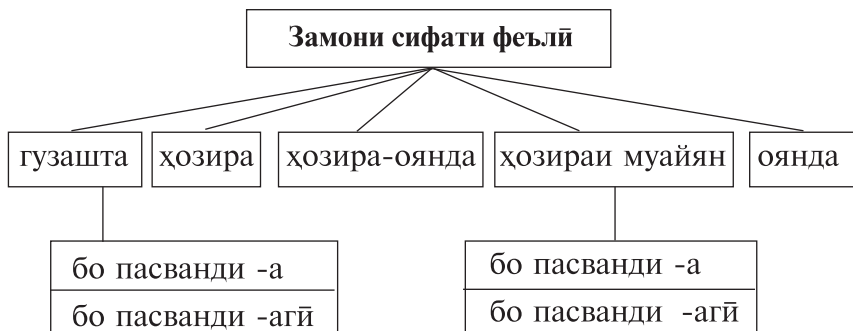 Замони сифати феълӣ
гузашта ҳозира ҳозира-оянда ҳозираи муайян оянда
бо пасванди -а бо пасванди -а
бо пасванди -агӣ бо пасванди -агӣ